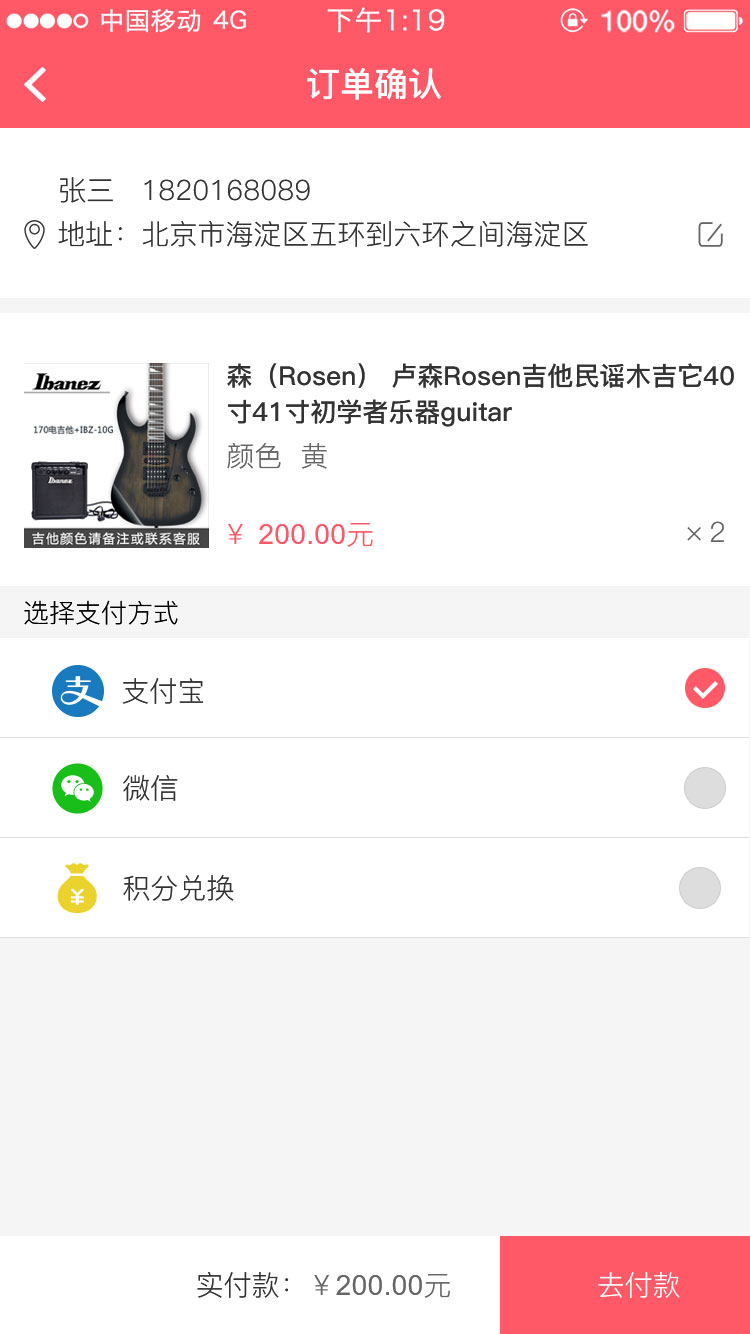 中国移动 4G 下午1:19 100%
订单确认
张三 1820168089
地址：北京市海淀区五环到六环之间海淀区
Ibanez
170电吉他+IBZ-10G
Ibanez
吉他颜色请备注或联系客服
森（Rosen） 卢森Rosen吉他民谣木吉它40
寸41寸初学者乐器guitar
颜色 黄
¥ 200.00元 ×2
选择支付方式
支 支付宝
微信
¥ 积分兑换
实付款：¥200.00元 去付款